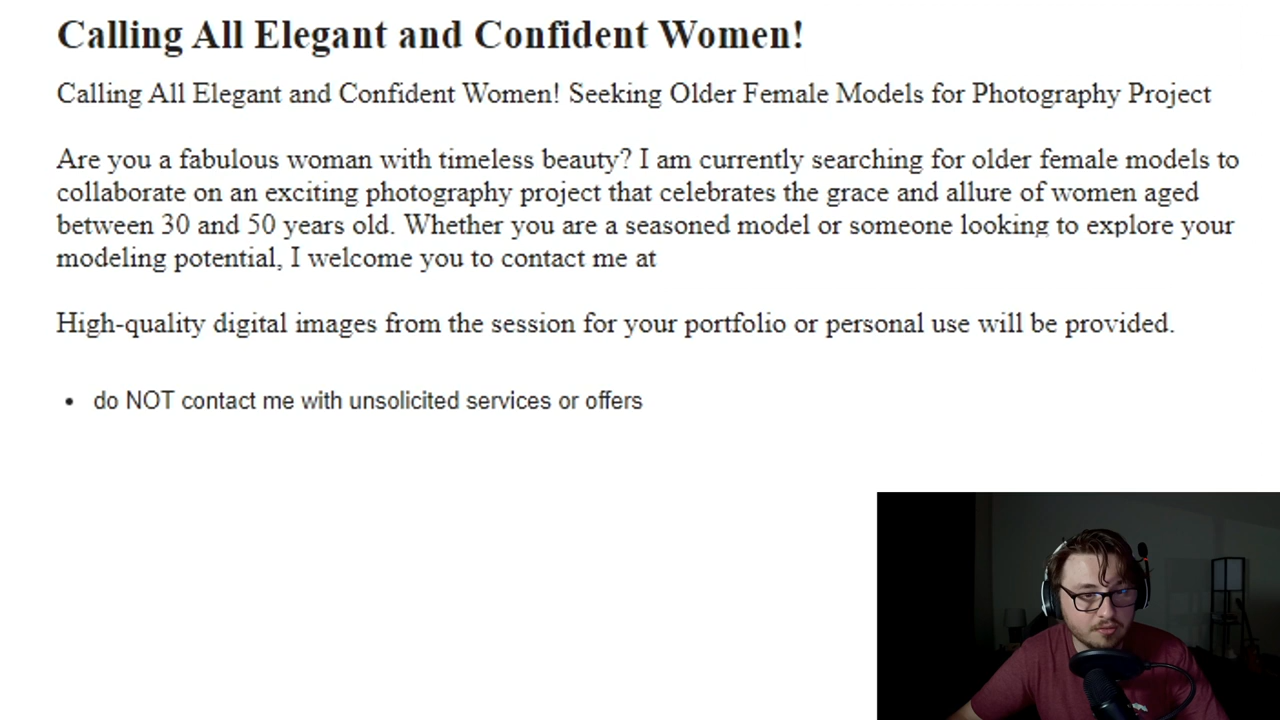 Calling All Elegant and Confident Women!
Calling All Elegant and Confident Women! Seeking Older Female Models for Photography Project
Are you a fabulous woman with timeless beauty? I am currently searching for older female models to
collaborate on an exciting photography project that celebrates the grace and allure of women aged
between 30 and 50 years old. Whether you are a seasoned model or someone looking to explore your
modeling potential, I welcome you to contact me at
High-quality digital images from the session for your portfolio or personal use will be provided.
• do NOT contact me with unsolicited services or offers